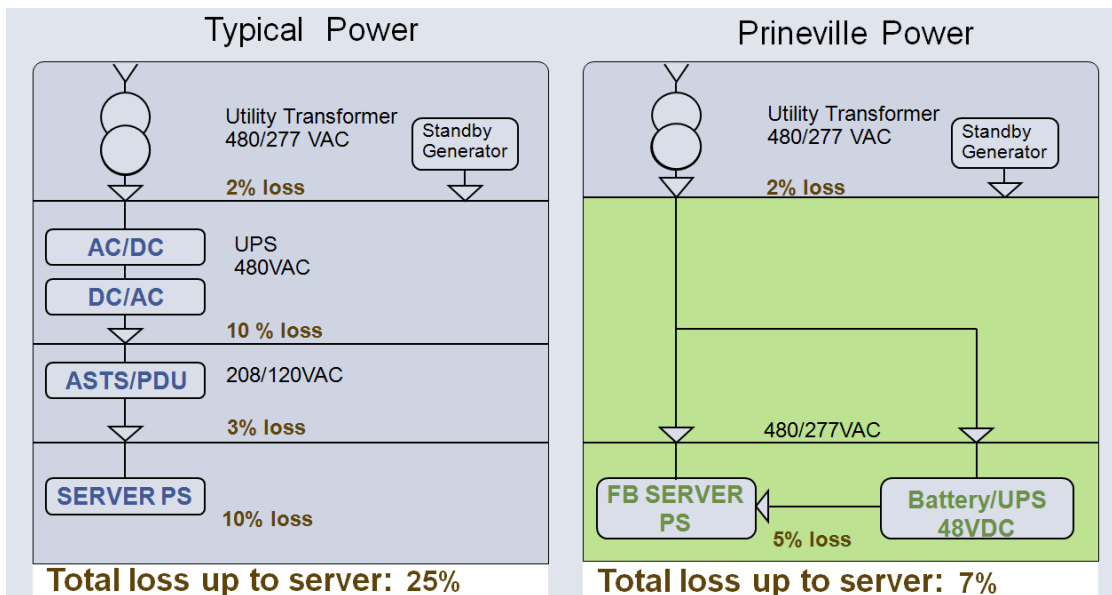 Typical Power
Utility Transformer
480/277 VAC
Standby
Generator
2% loss
AC/DC
UPS
480VAC
DC/AC
10 % loss
ASTS/PDU
208/120VAC
3% loss
SERVER PS
10% loss
Total loss up to server: 25%
Prineville Power
Utility Transformer
480/277 VAC
Standby
Generator
2% loss
480/277VAC
FB SERVER
PS
Battery/UPS
48VDC
5% loss
Total loss up to server: 7%